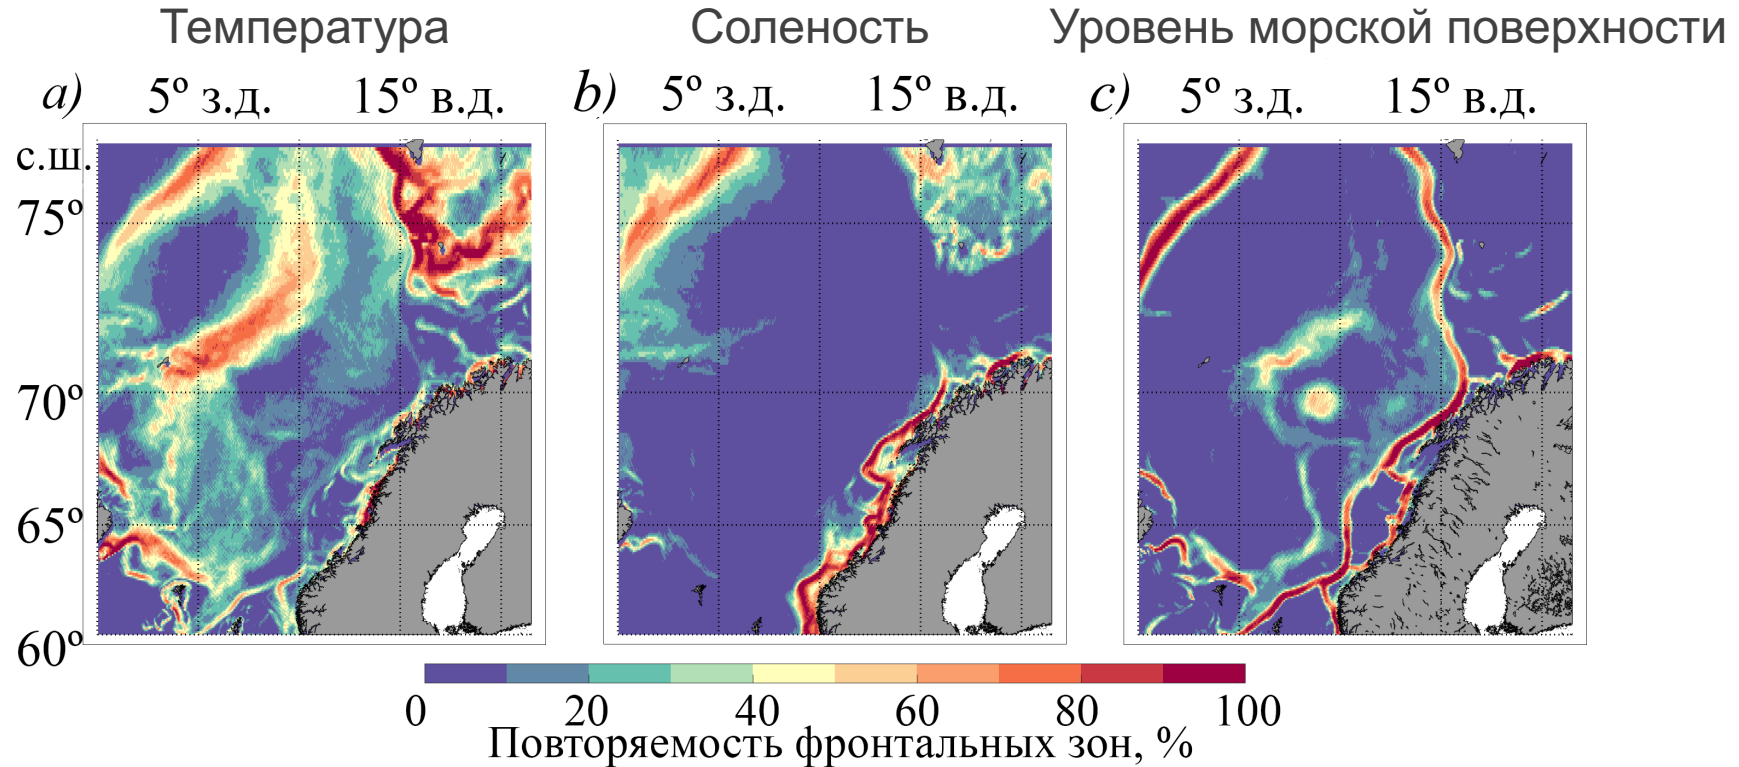 Температура Соленость Уровень морской поверхности
a) 5º з.д. 15º в.д. b) 5º з.д. 15º в.д. c) 5º з.д. 15º в.д.
с.ш.
75º
70º
65º
60º
0 20 40 60 80 100
Повторяемость фронтальных зон, %